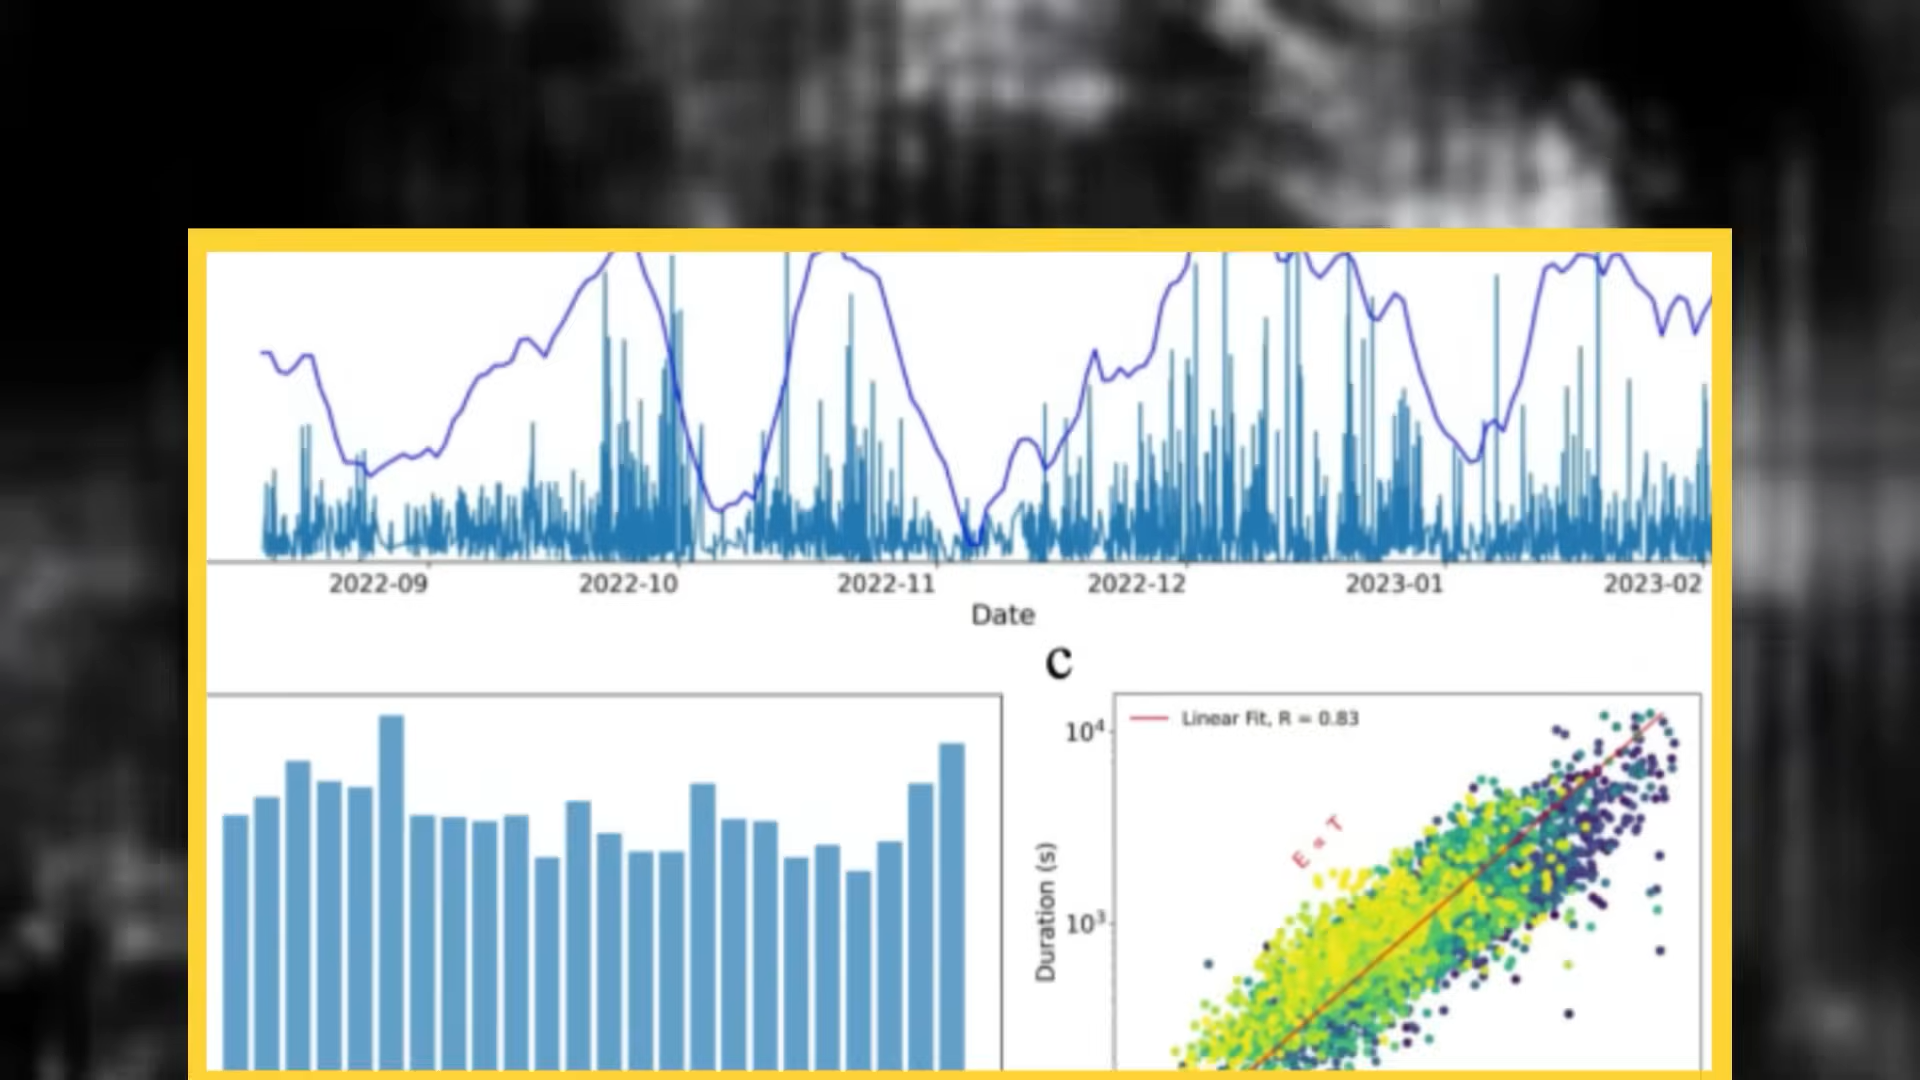 2022-09 2022-10 2022-11 2022-12 2023-01 2023-02
Date
c
Linear Fit, R = 0.83
10⁴
E ∝ T
Duration (s)
10³